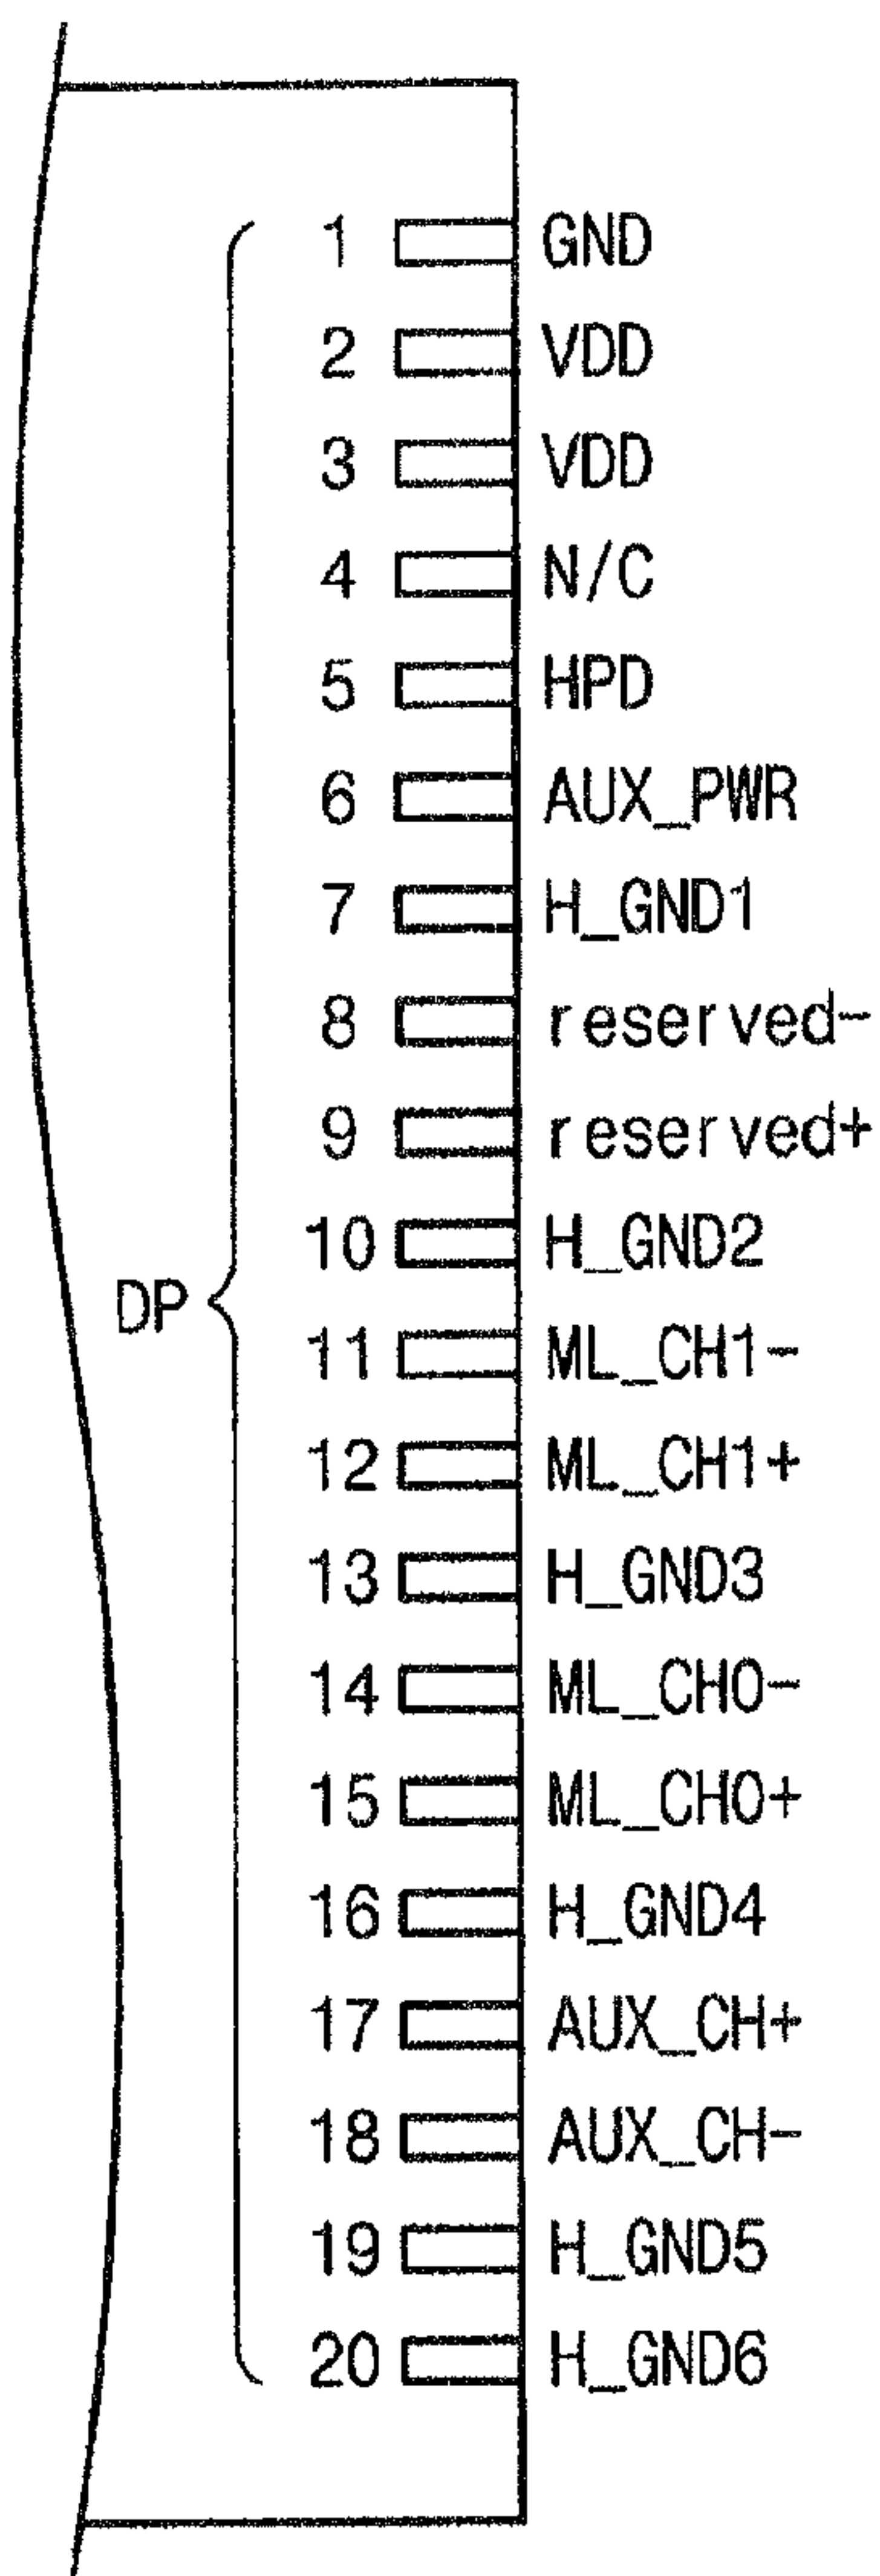 1 GND
2 VDD
3 VDD
4 N/C
5 HPD
6 AUX_PWR
7 H_GND1
8 reserved-
9 reserved+
10 H_GND2
DP
11 ML_CH1-
12 ML_CH1+
13 H_GND3
14 ML_CH0-
15 ML_CH0+
16 H_GND4
17 AUX_CH+
18 AUX_CH-
19 H_GND5
20 H_GND6